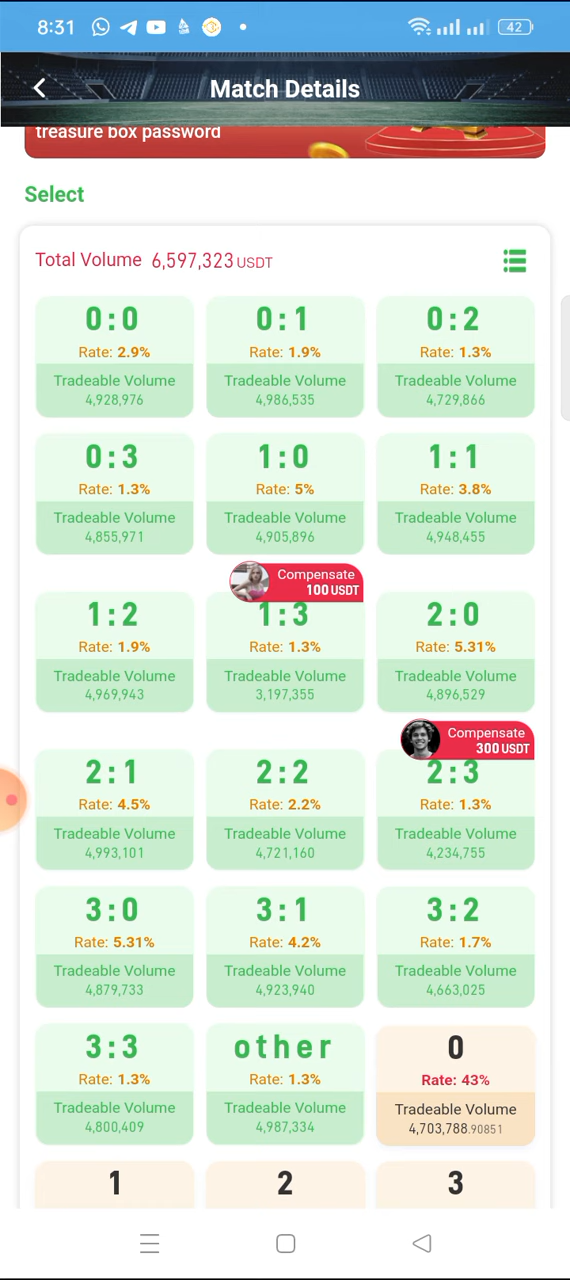 8:31
42
Match Details
treasure box password
Select
Total Volume 6,597,323 USDT
0:0 0:1 0:2
Rate: 2.9% Rate: 1.9% Rate: 1.3%
Tradeable Volume Tradeable Volume Tradeable Volume
4,928,976 4,986,535 4,729,866
0:3 1:0 1:1
Rate: 1.3% Rate: 5% Rate: 3.8%
Tradeable Volume Tradeable Volume Tradeable Volume
4,855,971 4,905,896 4,948,455
Compensate
100 USDT
1:2 1:3 2:0
Rate: 1.9% Rate: 1.3% Rate: 5.31%
Tradeable Volume Tradeable Volume Tradeable Volume
4,969,943 3,197,355 4,896,529
Compensate
300 USDT
2:1 2:2 2:3
Rate: 4.5% Rate: 2.2% Rate: 1.3%
Tradeable Volume Tradeable Volume Tradeable Volume
4,993,101 4,721,160 4,234,755
3:0 3:1 3:2
Rate: 5.31% Rate: 4.2% Rate: 1.7%
Tradeable Volume Tradeable Volume Tradeable Volume
4,879,733 4,923,940 4,663,025
3:3 other 0
Rate: 1.3% Rate: 1.3% Rate: 43%
Tradeable Volume Tradeable Volume Tradeable Volume
4,800,409 4,987,334 4,703,788.90851
1 2 3